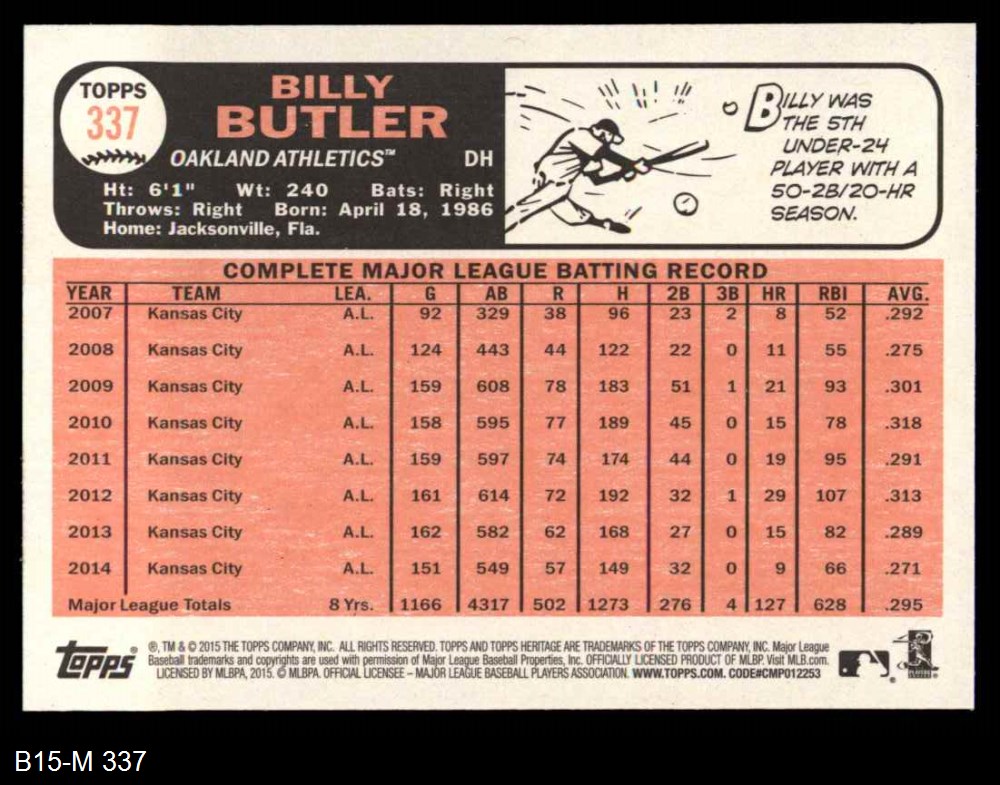 TOPPS
337
BILLY
BUTLER
OAKLAND ATHLETICS™ DH
Ht: 6'1" Wt: 240 Bats: Right
Throws: Right Born: April 18, 1986
Home: Jacksonville, Fla.
BILLY WAS
THE 5TH
UNDER-24
PLAYER WITH A
50-2B/20-HR
SEASON.
COMPLETE MAJOR LEAGUE BATTING RECORD
YEAR TEAM LEA. G AB R H 2B 3B HR RBI AVG.
2007 Kansas City A.L. 92 329 38 96 23 2 8 52 .292
2008 Kansas City A.L. 124 443 44 122 22 0 11 55 .275
2009 Kansas City A.L. 159 608 78 183 51 1 21 93 .301
2010 Kansas City A.L. 158 595 77 189 45 0 15 78 .318
2011 Kansas City A.L. 159 597 74 174 44 0 19 95 .291
2012 Kansas City A.L. 161 614 72 192 32 1 29 107 .313
2013 Kansas City A.L. 162 582 62 168 27 0 15 82 .289
2014 Kansas City A.L. 151 549 57 149 32 0 9 66 .271
Major League Totals 8 Yrs. 1166 4317 502 1273 276 4 127 628 .295
Topps®
®, TM & © 2015 THE TOPPS COMPANY, INC. ALL RIGHTS RESERVED. TOPPS AND TOPPS HERITAGE ARE TRADEMARKS OF THE TOPPS COMPANY, INC. Major League
Baseball trademarks and copyrights are used with permission of Major League Baseball Properties, Inc. OFFICIALLY LICENSED PRODUCT OF MLBP. Visit MLB.com.
LICENSED BY MLBPA, 2015. © MLBPA. OFFICIAL LICENSEE – MAJOR LEAGUE BASEBALL PLAYERS ASSOCIATION. WWW.TOPPS.COM. CODE#CMP012253
B15-M 337